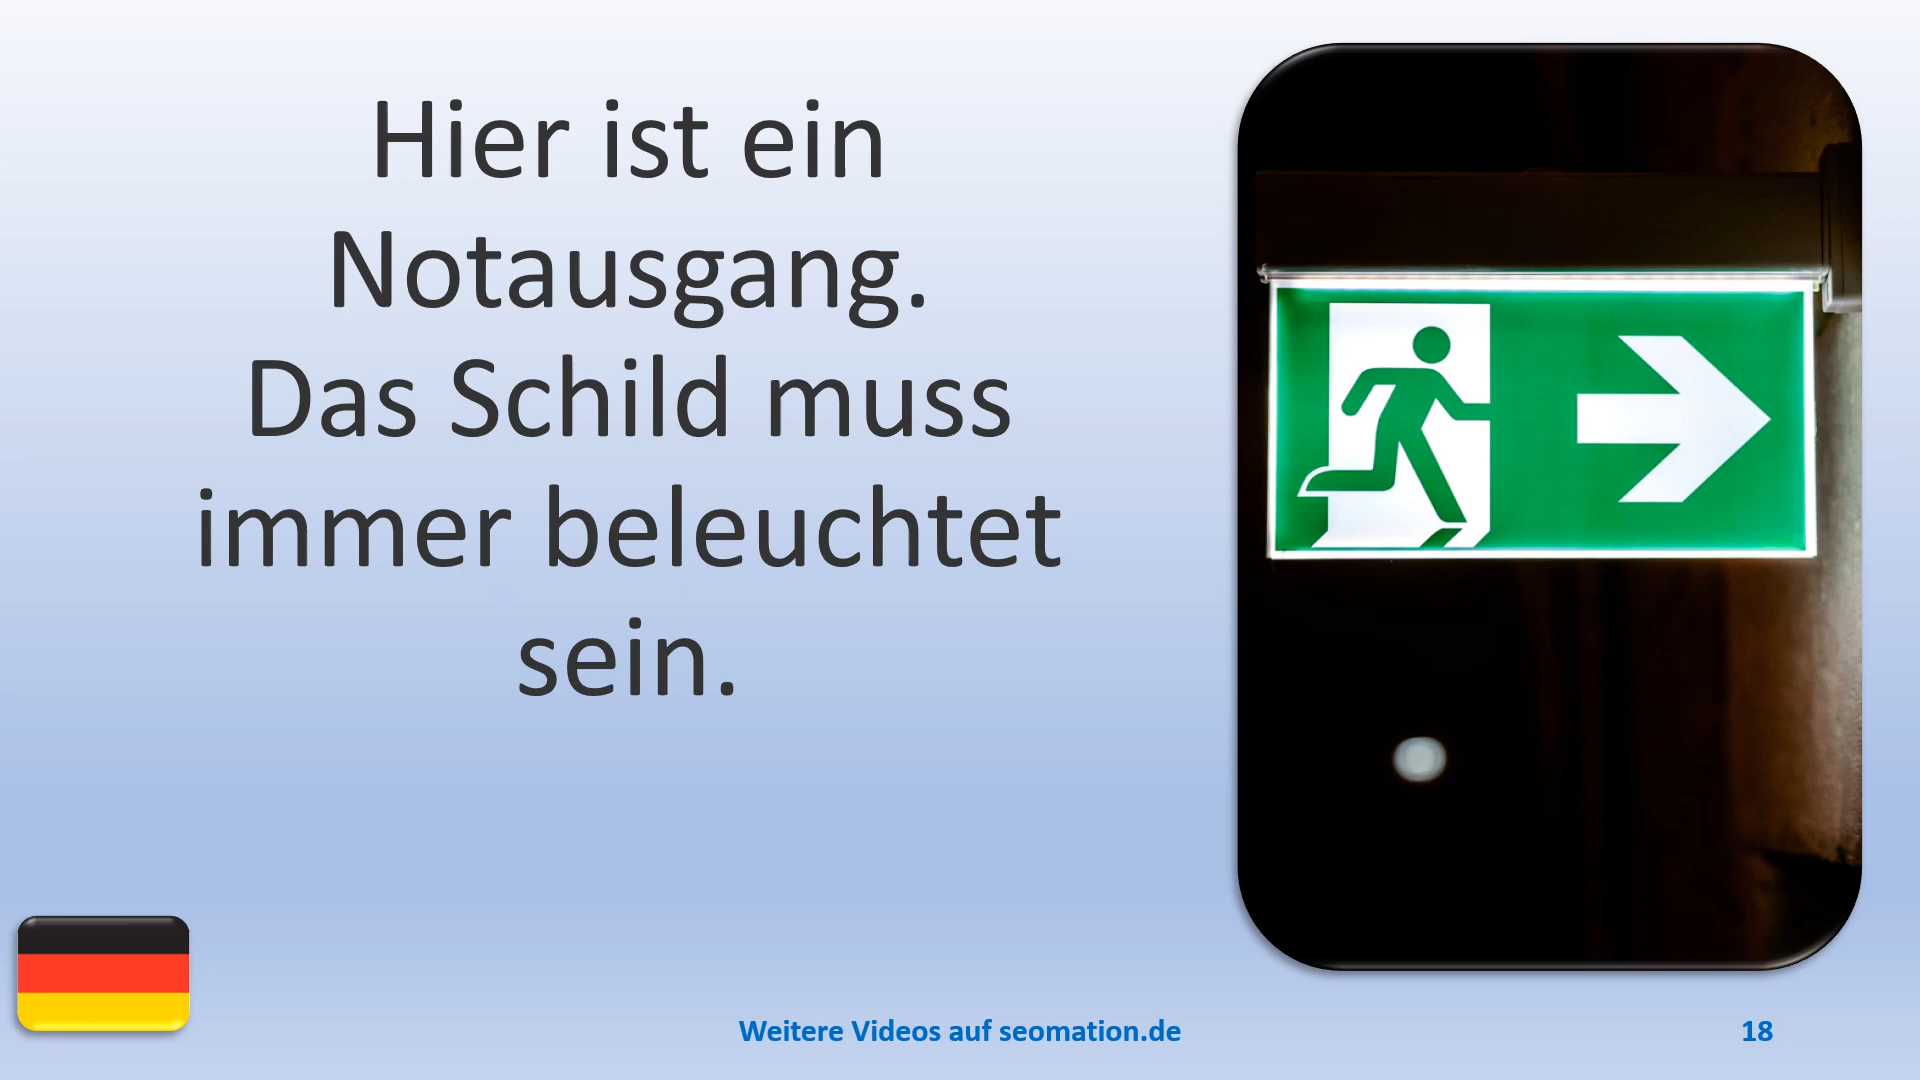 Hier ist ein
Notausgang.
Das Schild muss
immer beleuchtet
sein.
Weitere Videos auf seomation.de
18